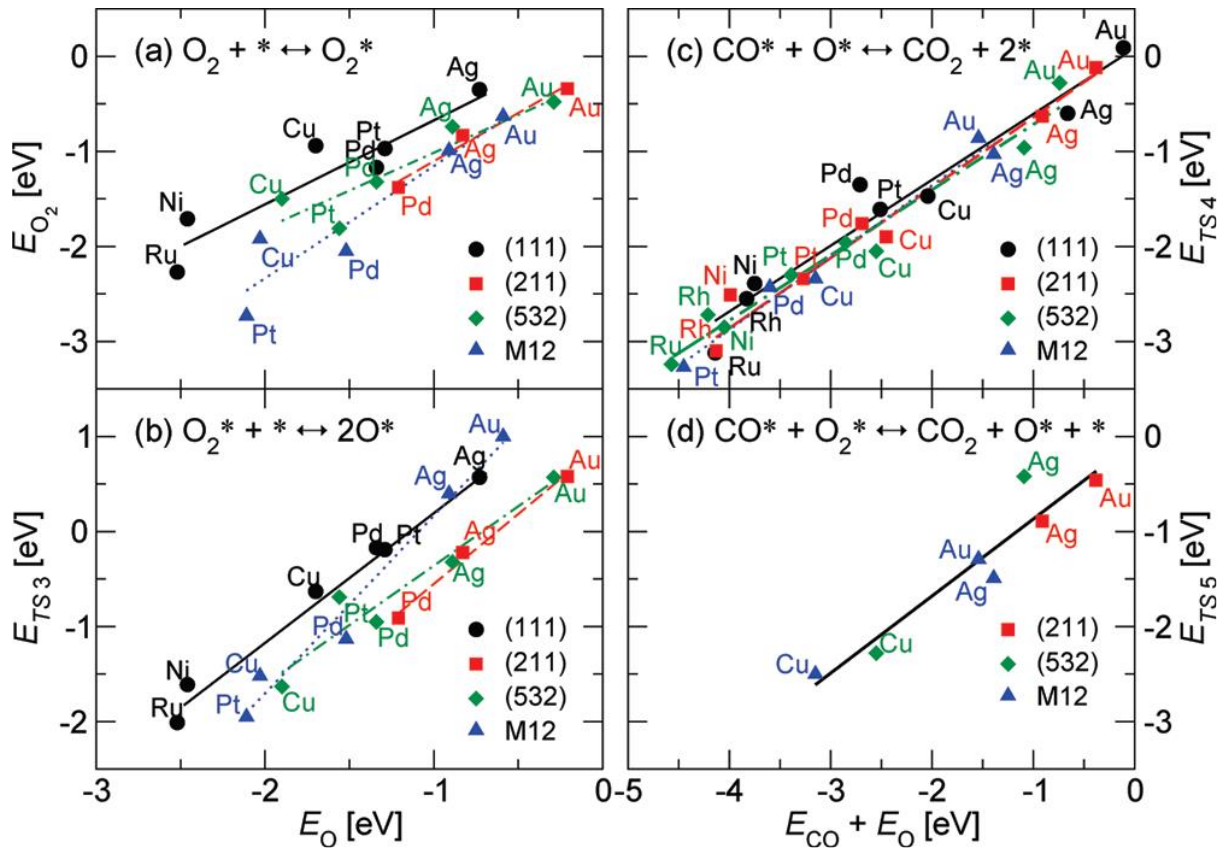 (a) O₂ + * ↔ O₂*
Ag
Au
Cu
Pt
Ag
Au
Pd
Ag
Au
Pd
Ag
Ni
Cu
Pd
Pt
Ru
Cu
Pd
Pt
(111)
(211)
(532)
M12
0
-1
-2
-3
E_O₂ [eV]
(c) CO* + O* ↔ CO₂ + 2*
Au
Au
Au
Ag
Ag
Au
Pd
Pt
Ag
Ag
Pd
Cu
Pt
Pt
Cu
Ni
Ni
Pd
Cu
Rh
Pd
Cu
Rh
Rh
Ni
Ru
Pt
Ru
(111)
(211)
(532)
M12
0
-1
-2
-3
E_TS4 [eV]
(b) O₂* + * ↔ 2O*
Au
Ag
Ag
Au
Au
Pd
Pt
Ag
Cu
Ag
Pd
Pt
Pd
Pd
Ni
Cu
Ru
Pt
Cu
(111)
(211)
(532)
M12
1
0
-1
-2
E_TS3 [eV]
-3
-2
-1
0
E_O [eV]
(d) CO* + O₂* ↔ CO₂ + O* + *
Ag
Au
Au
Ag
Ag
Cu
Cu
(211)
(532)
M12
0
-1
-2
-3
E_TS5 [eV]
-5
-4
-3
-2
-1
0
E_CO + E_O [eV]